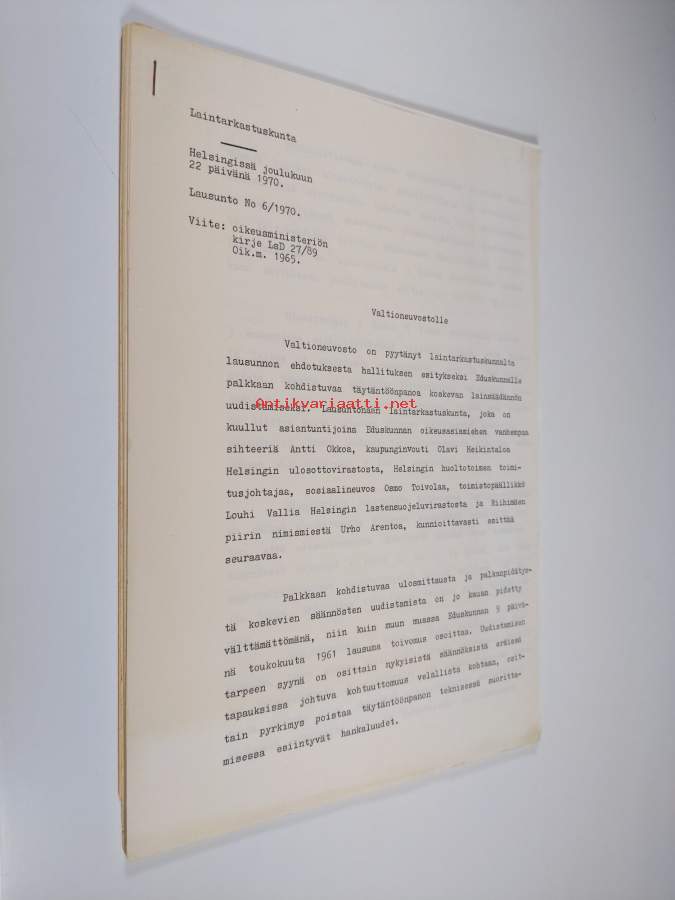 Laintarkastuskunta
Helsingissä joulukuun
22 päivänä 1970.
Lausunto No 6/1970.
Viite: oikeusministeriön
kirje LsD 27/89
Oik.m. 1965.
Valtioneuvostolle
Valtioneuvosto on pyytänyt laintarkastuskunnalta
lausunnon ehdotuksesta hallituksen esitykseksi Eduskunnalle
palkkaan kohdistuvaa täytäntöönpanoa koskevan lainsäädännön
uudistamiseksi. Lausuntonaan laintarkastuskunta, joka on
Antikvariaatti.net
kuullut asiantuntijoina Eduskunnan oikeusasiamiehen vanhempaa
sihteeriä Antti Okkoa, kaupunginvouti Olavi Heikintaloa
Helsingin ulosottovirastosta, Helsingin huoltotoimen toimi-
tusjohtajaa, sosiaalineuvos Osmo Toivolaa, toimistopäällikkö
Louhi Vallia Helsingin lastensuojeluvirastosta ja Riihimäen
piirin nimismiestä Urho Arentoa, kunnioittavasti esittää
seuraavaa.
Palkkaan kohdistuvaa ulosmittausta ja palkanpidätys-
tä koskevien säännösten uudistamista on jo kauan pidetty
välttämättömänä, niin kuin muun muassa Eduskunnan 9 päivä-
nä toukokuuta 1961 lausuma toivomus osoittaa. Uudistamisen
tarpeen syynä on osittain nykyisistä säännöksistä eräissä
tapauksissa johtuva kohtuuttomuus velallista kohtaan, osit-
tain pyrkimys poistaa täytäntöönpanon teknisessä suoritta-
misessa esiintyvät hankaluudet.